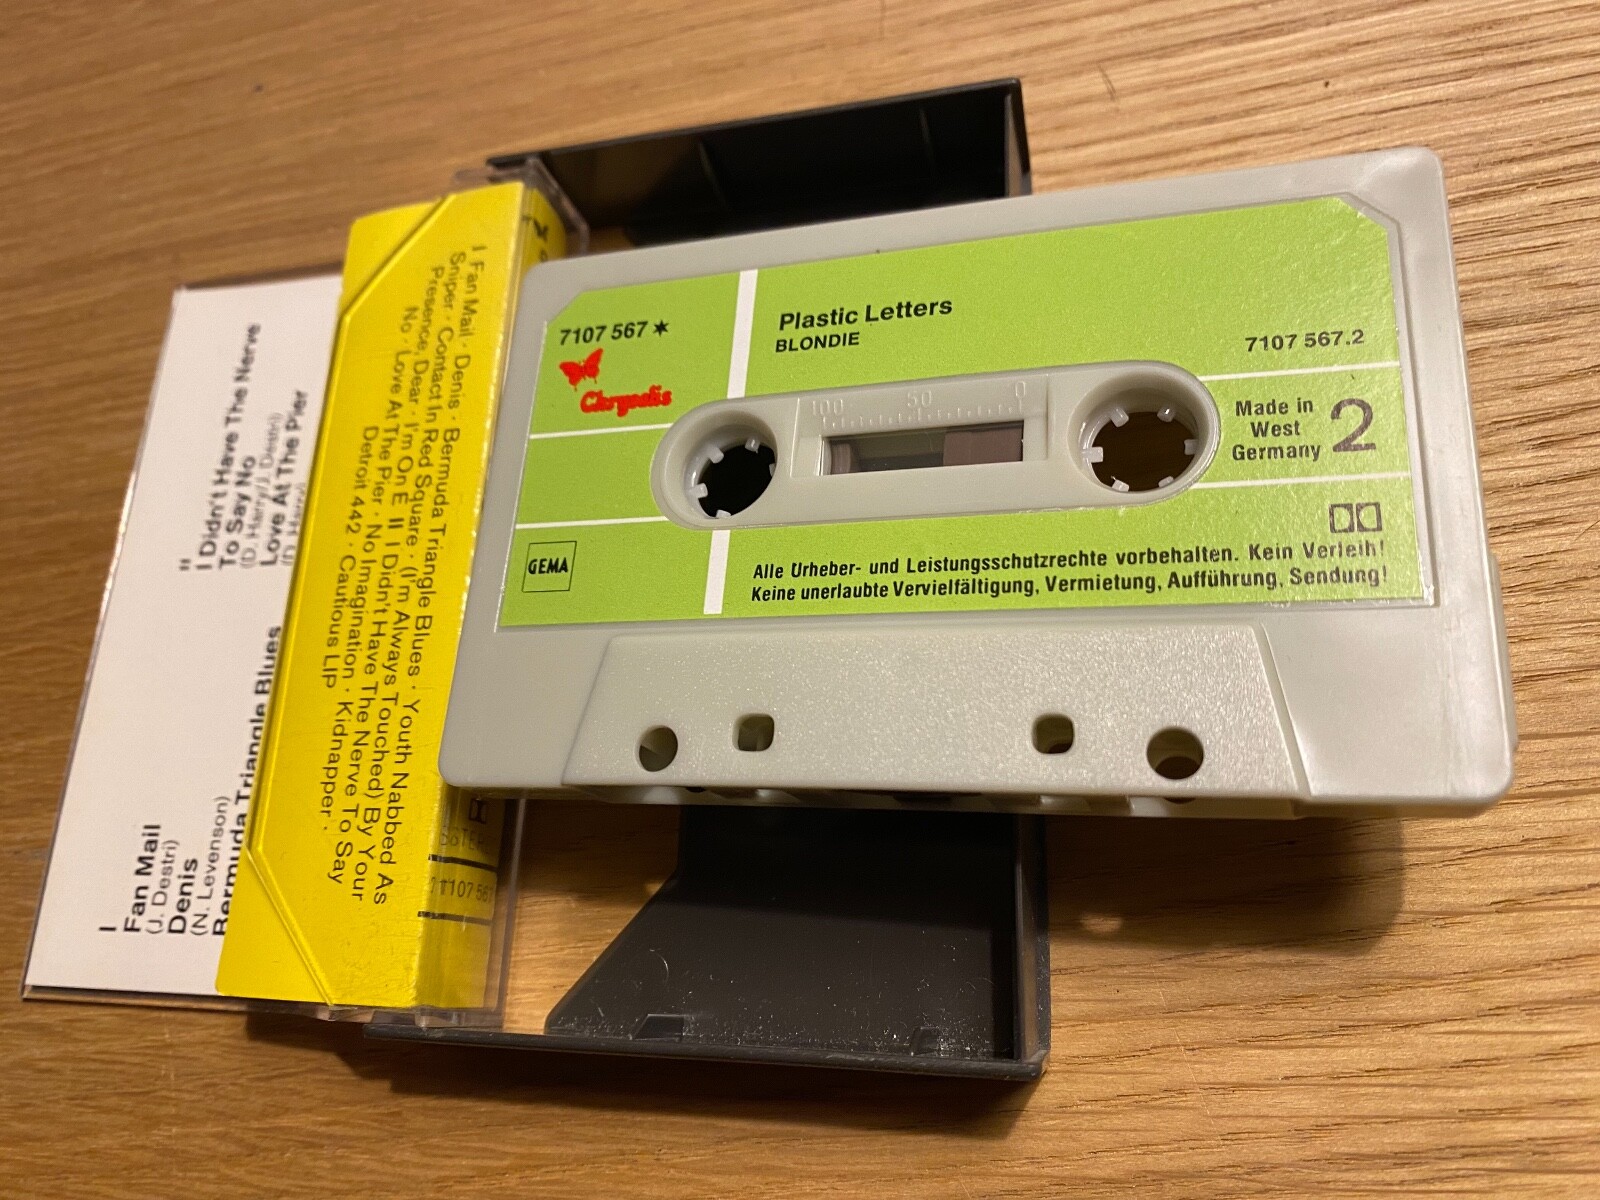 7107 567 ✶
Chrysalis
Plastic Letters
BLONDIE
7107 567.2
100 50 0
Made in
West
Germany
2
GEMA
Alle Urheber- und Leistungsschutzrechte vorbehalten. Kein Verleih!
Keine unerlaubte Vervielfältigung, Vermietung, Aufführung, Sendung!
I Fan Mail · Denis · Bermuda Triangle Blues · Youth Nabbed As
Sniper · Contact In Red Square · (I'm Always Touched) By Your
Presence, Dear · I'm On E II I Didn't Have The Nerve To Say
No · Love At The Pier · No Imagination · Kidnapper ·
Detroit 442 · Cautious Lip
7107 567
I
Fan Mail
(J. Destri)
Denis
(N. Levenson)
Bermuda Triangle Blues
II
I Didn't Have The Nerve
To Say No
(D. Harry/J. Destri)
Love At The Pier
(D. Harry)